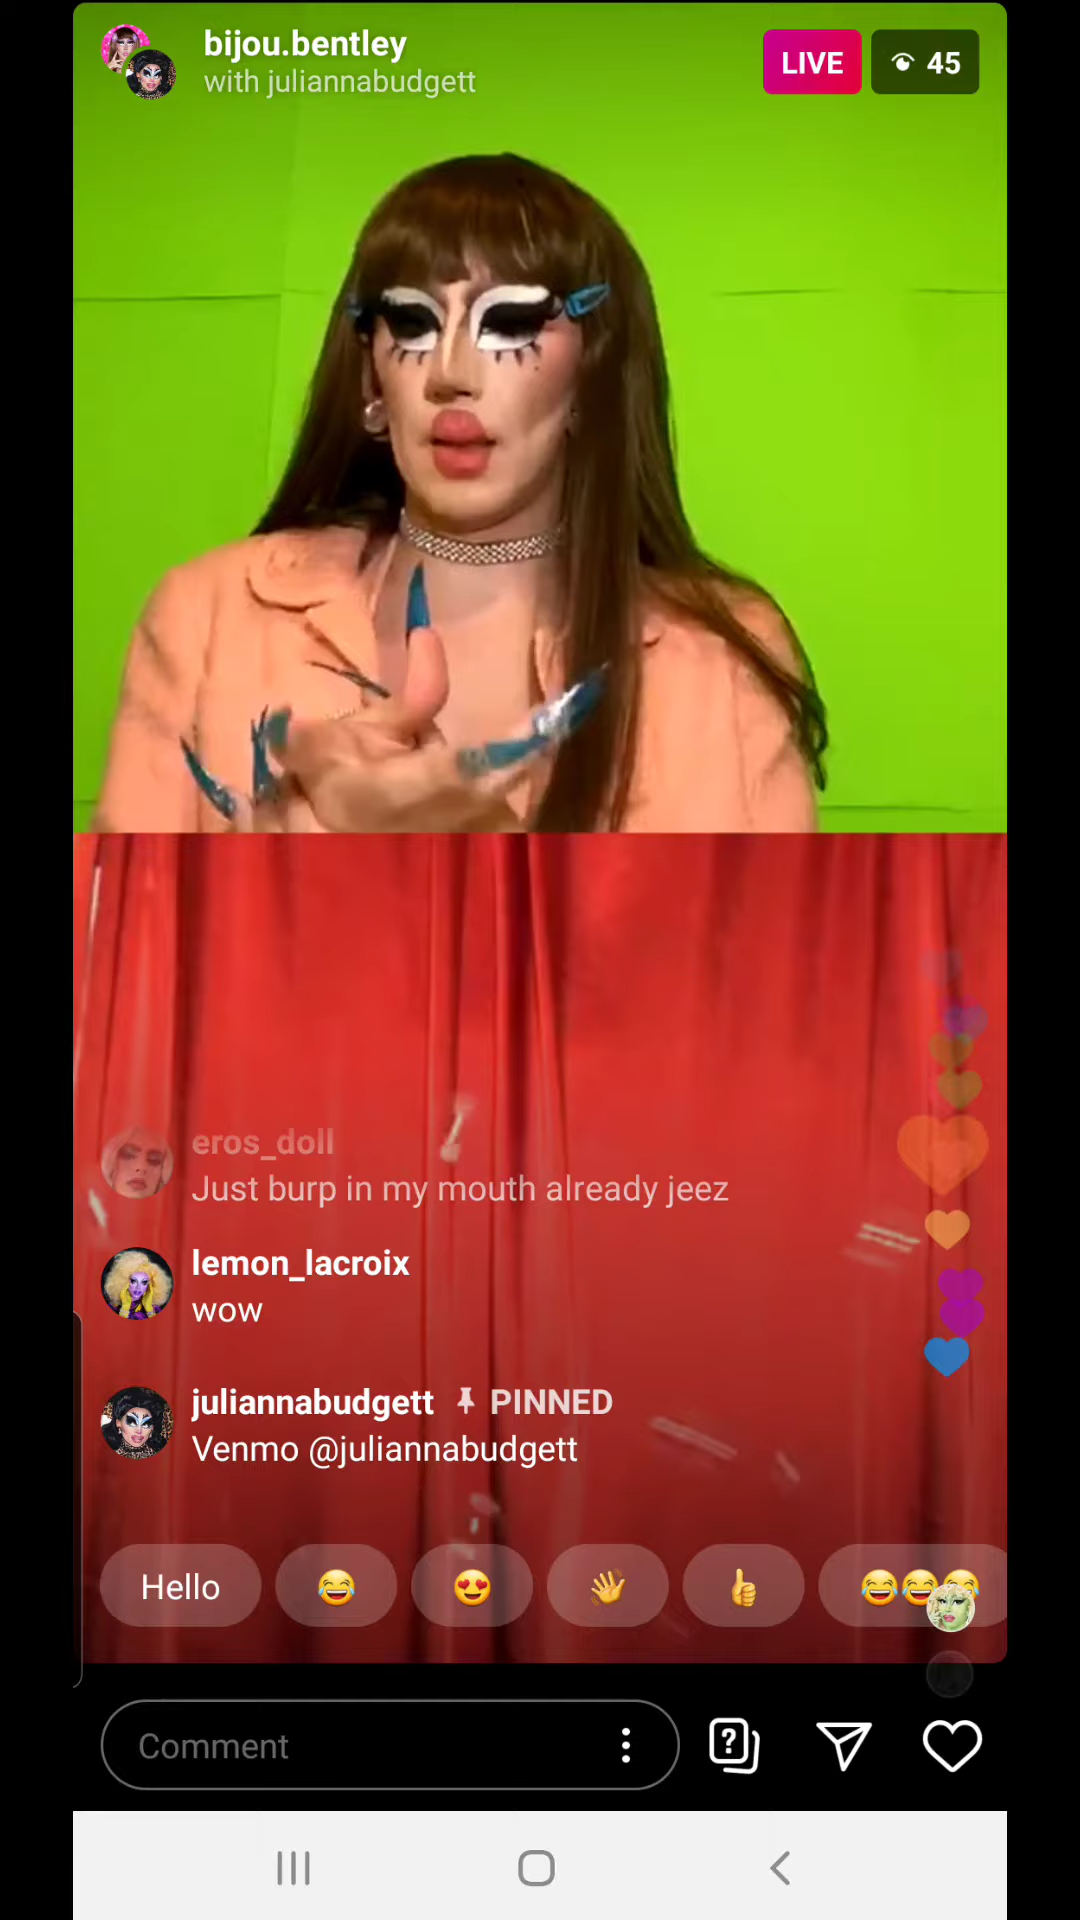 bijou.bentley
with juliannabudgett
LIVE
45
eros_doll
Just burp in my mouth already jeez
lemon_lacroix
wow
juliannabudgett PINNED
Venmo @juliannabudgett
Hello
Comment